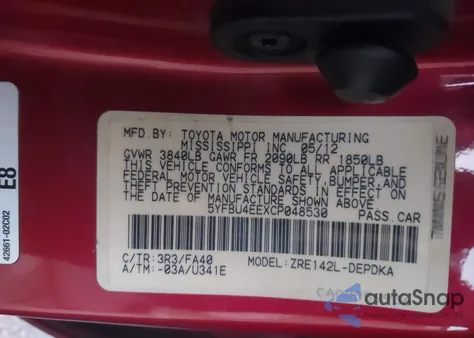 MFD. BY: TOYOTA MOTOR MANUFACTURING
MISSISSIPPI INC. 05/12
GVWR 3840LB GAWR FR 2090LB RR 1850LB
THIS VEHICLE CONFORMS TO ALL APPLICABLE
FEDERAL MOTOR VEHICLE SAFETY, BUMPER, AND
THEFT PREVENTION STANDARDS IN EFFECT ON
THE DATE OF MANUFACTURE SHOWN ABOVE.
5YFBU4EEXCP048530 PASS.CAR
C/TR: 3R3/FA40 MODEL: ZRE142L-DEPDKA
A/TM: -03A/U341E
E8
42661-02C02
autoSnap